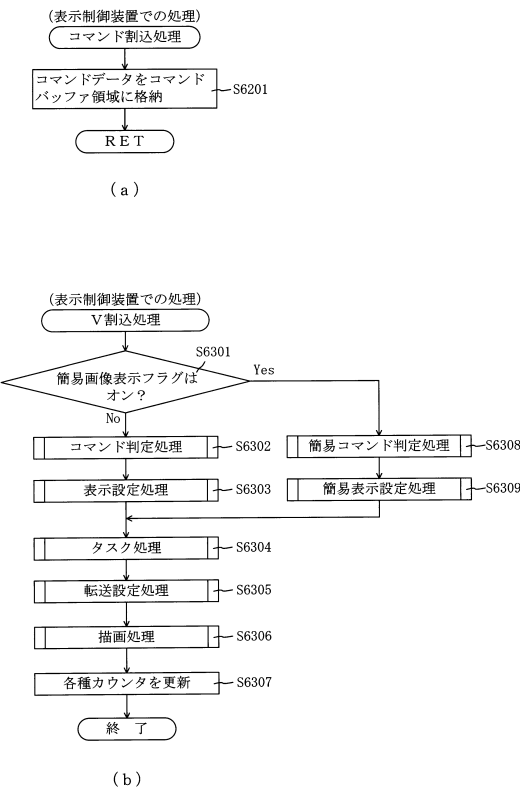 (表示制御装置での処理)
コマンド割込処理
コマンドデータをコマンド
バッファ領域に格納
S6201
RET
(a)
(表示制御装置での処理)
V割込処理
S6301
簡易画像表示フラグは
オン?
Yes
No
コマンド判定処理
S6302
簡易コマンド判定処理
S6308
表示設定処理
S6303
簡易表示設定処理
S6309
タスク処理
S6304
転送設定処理
S6305
描画処理
S6306
各種カウンタを更新
S6307
終 了
(b)